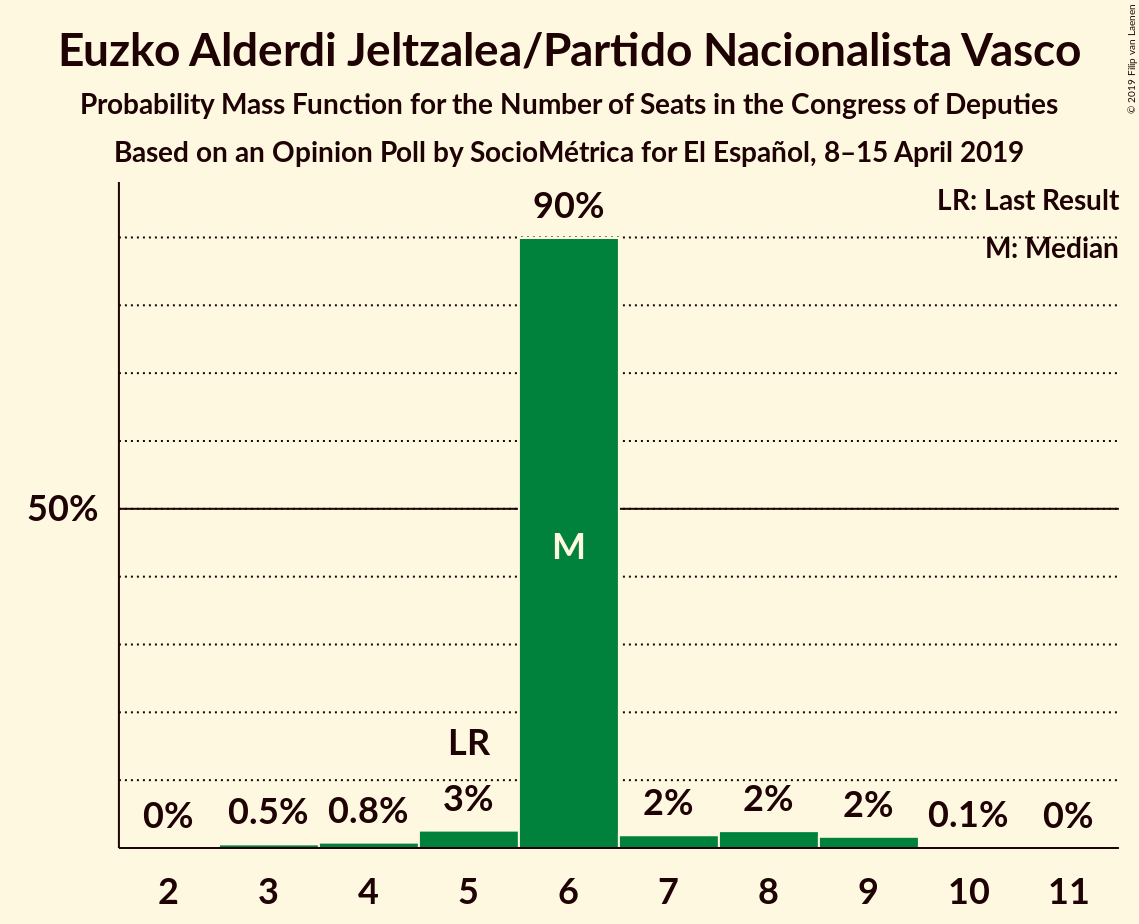 Euzko Alderdi Jeltzalea/Partido Nacionalista Vasco
Probability Mass Function for the Number of Seats in the Congress of Deputies
Based on an Opinion Poll by SocioMétrica for El Español, 8–15 April 2019
© 2019 Filip van Laenen
LR: Last Result
M: Median
90%
50%
M
LR
0% 0.5% 0.8% 3% 2% 2% 2% 0.1% 0%
2 3 4 5 6 7 8 9 10 11